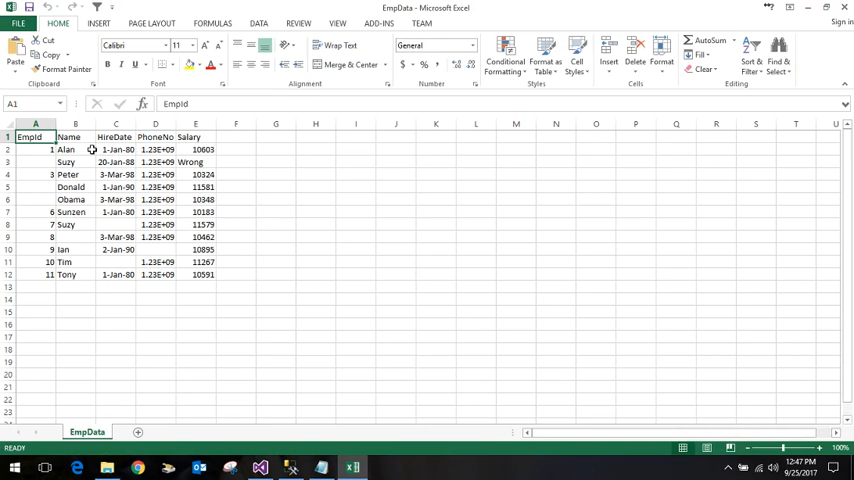 EmpData - Microsoft Excel
Sign in
FILE HOME INSERT PAGE LAYOUT FORMULAS DATA REVIEW VIEW ADD-INS TEAM
Paste
Cut
Copy
Format Painter
Clipboard
Calibri 11
B I U
Font
Wrap Text
Merge & Center
Alignment
General
$ % ,
Number
Conditional Formatting
Format as Table
Cell Styles
Styles
Insert
Delete
Format
Cells
AutoSum
Fill
Clear
Sort & Filter
Find & Select
Editing
A1 fx EmpId
A B C D E F G H I J K L M N O P Q R S T U
1 EmpId Name HireDate PhoneNo Salary
2 1 Alan 1-Jan-80 1.23E+09 10603
3 Suzy 20-Jan-88 1.23E+09 Wrong
4 3 Peter 3-Mar-98 1.23E+09 10324
5 Donald 1-Jan-90 1.23E+09 11581
6 Obama 3-Mar-98 1.23E+09 10348
7 6 Sunzen 1-Jan-80 1.23E+09 10183
8 7 Suzy 1.23E+09 11579
9 8 3-Mar-98 1.23E+09 10462
10 9 Ian 2-Jan-90 10895
11 10 Tim 1.23E+09 11267
12 11 Tony 1-Jan-80 1.23E+09 10591
13
14
15
16
17
18
19
20
21
22
23
EmpData
READY
100%
12:47 PM
9/25/2017